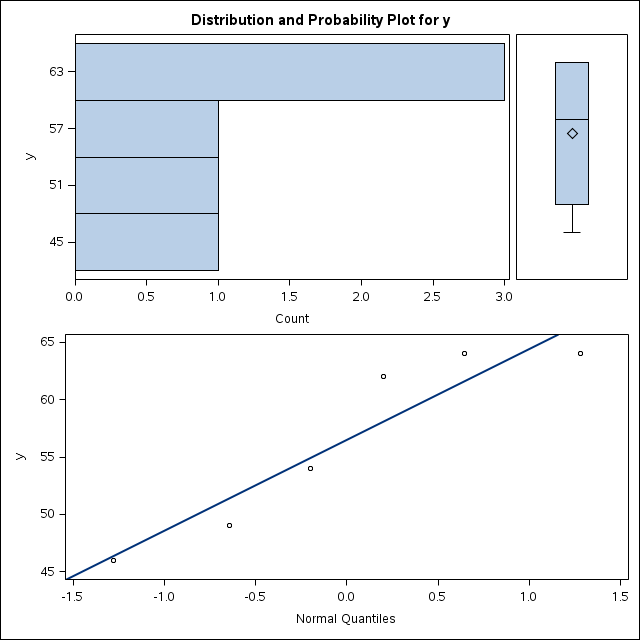 Distribution and Probability Plot for y
63
57
51
45
y
0.0 0.5 1.0 1.5 2.0 2.5 3.0
Count
65
60
55
50
45
y
-1.5 -1.0 -0.5 0.0 0.5 1.0 1.5
Normal Quantiles